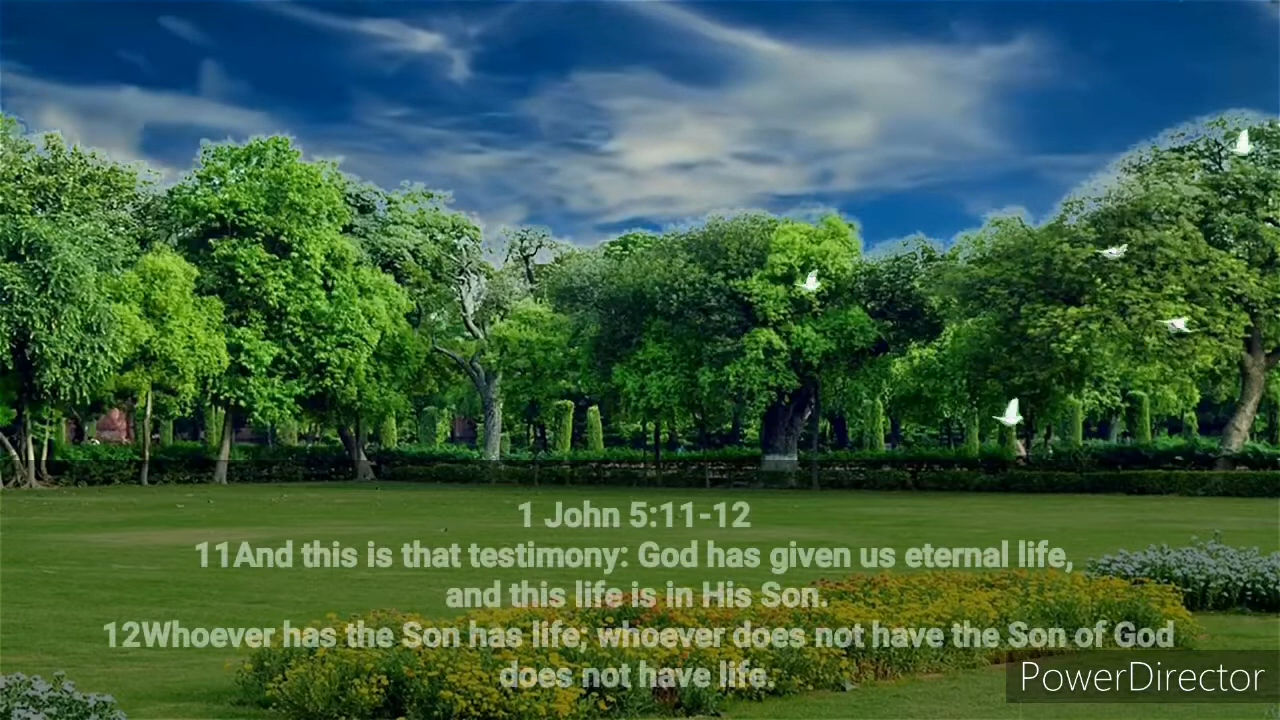 1 John 5:11-12
11And this is that testimony: God has given us eternal life,
and this life is in His Son.
12Whoever has the Son has life; whoever does not have the Son of God
does not have life.
PowerDirector